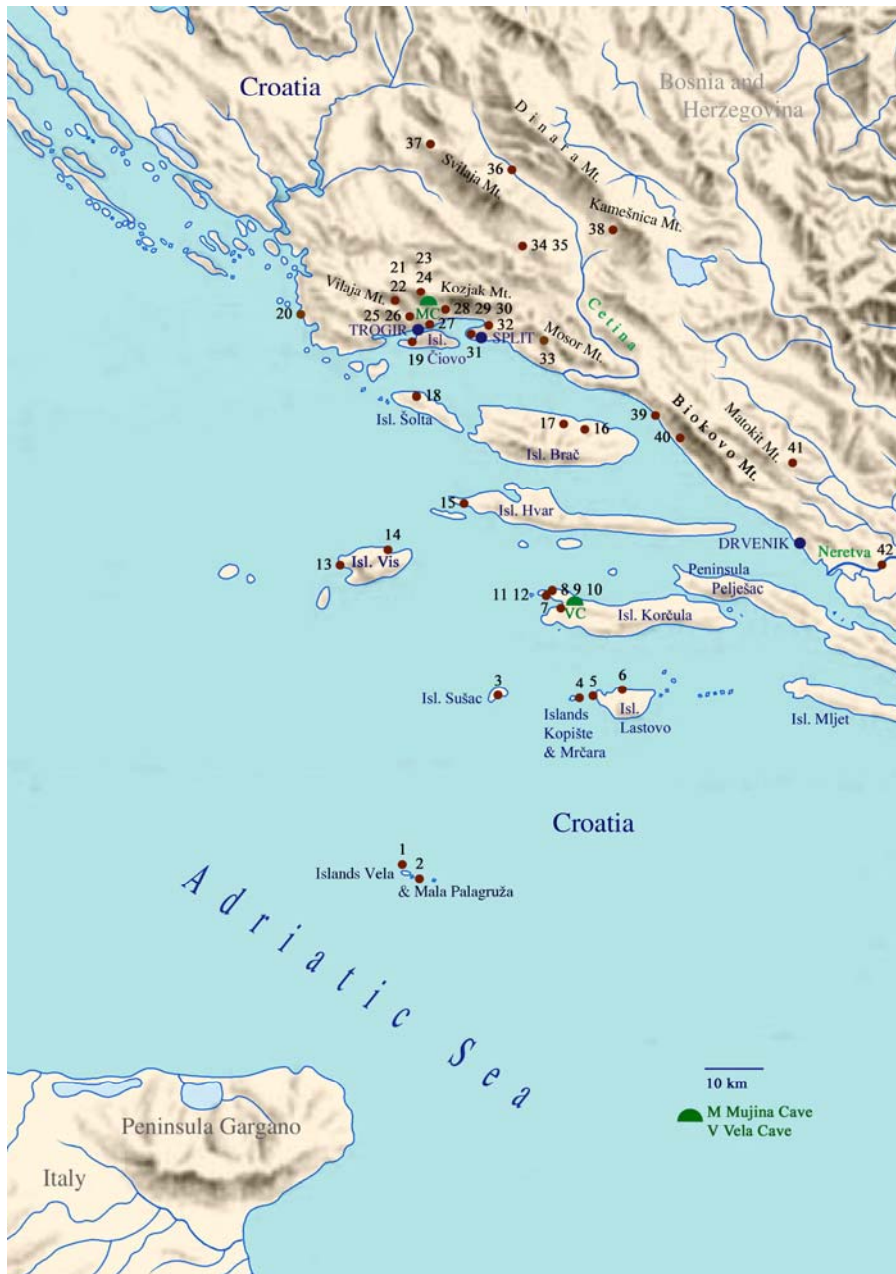 Croatia
Bosnia and
Herzegovina
Dinara Mt.
37
Svilaja Mt.
36
Kamešnica Mt.
38
34 35
23
21
24
22
Vilaja Mt.
Kozjak Mt.
MC
28 29 30
20
25 26
27
32
TROGIR
SPLIT
Cetina
Mosor Mt.
19
Isl.
Čiovo
31
33
18
Isl. Šolta
39
Biokovo Mt.
Matokit Mt.
17
16
40
41
Isl. Brač
15
Isl. Hvar
14
DRVENIK
Neretva
42
13
Isl. Vis
Peninsula
Pelješac
11 12
8 9 10
7
VC
Isl. Korčula
3
Isl. Sušac
4
5
6
Islands
Kopište
& Mrčara
Isl.
Lastovo
Isl. Mljet
Croatia
1
2
Islands Vela
& Mala Palagruža
Adriatic Sea
10 km
M Mujina Cave
V Vela Cave
Peninsula Gargano
Italy